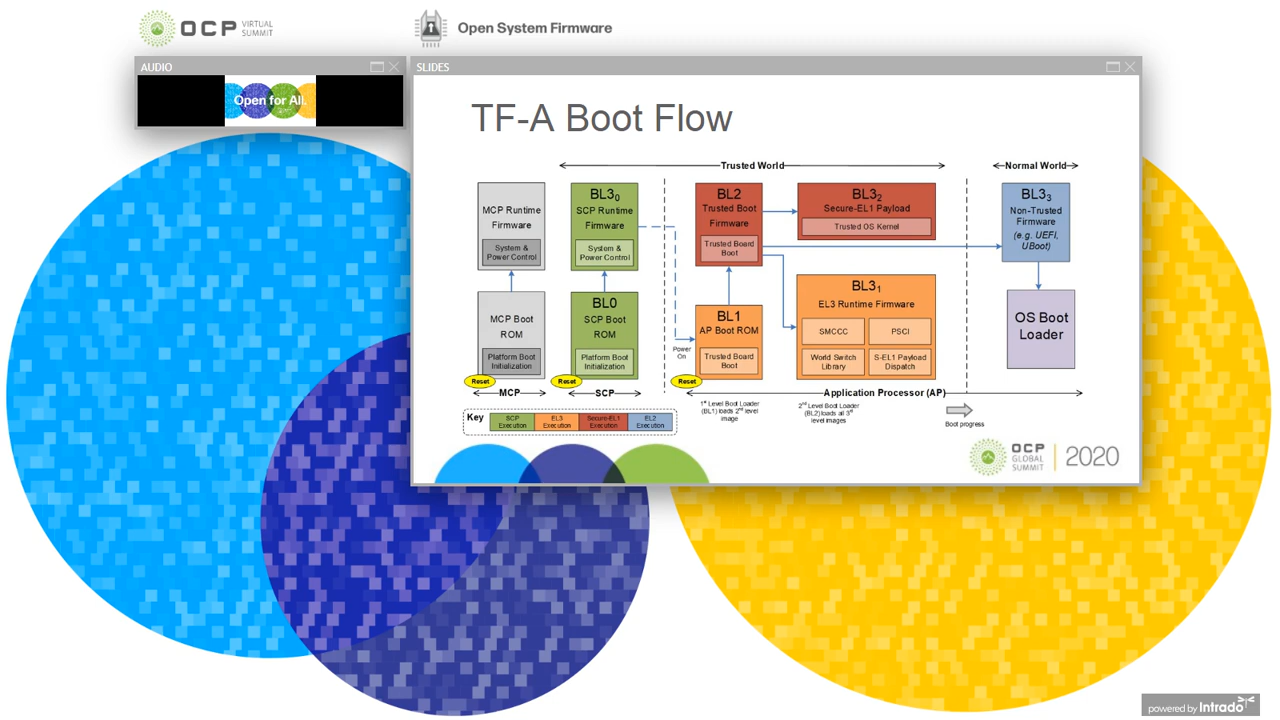 OCP VIRTUAL SUMMIT
Open System Firmware
AUDIO
Open for All.
SLIDES
TF-A Boot Flow
Trusted World
Normal World
MCP Runtime
Firmware
System &
Power Control
BL3₀
SCP Runtime
Firmware
System &
Power Control
BL2
Trusted Boot
Firmware
Trusted Board
Boot
BL3₂
Secure-EL1 Payload
Trusted OS Kernel
BL3₃
Non-Trusted
Firmware
(e.g. UEFI,
UBoot)
MCP Boot
ROM
Platform Boot
Initialization
BL0
SCP Boot
ROM
Platform Boot
Initialization
Power
On
BL1
AP Boot ROM
Trusted Board
Boot
BL3₁
EL3 Runtime Firmware
SMCCC
PSCI
World Switch
Library
S-EL1 Payload
Dispatch
OS Boot
Loader
Reset
Reset
Reset
MCP
SCP
Application Processor (AP)
Key
SCP
Execution
EL3
Execution
Secure-EL1
Execution
EL2
Execution
1st Level Boot Loader
(BL1) loads 2nd level
image
2nd Level Boot Loader
(BL2) loads all 3rd
level images
Boot progress
OCP
GLOBAL
SUMMIT
2020
powered by Intrado